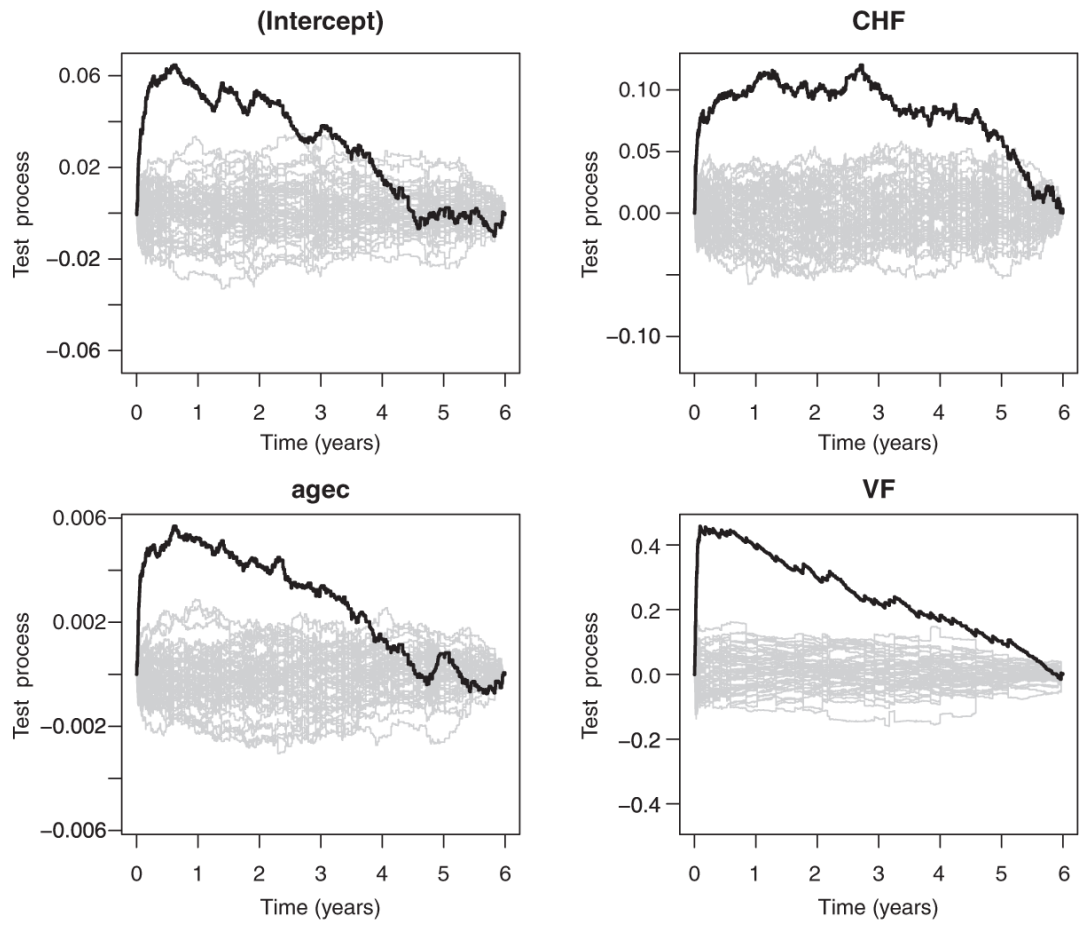 (Intercept)
CHF
Test process
0.06
0.02
−0.02
−0.06
0 1 2 3 4 5 6
Time (years)
Test process
0.10
0.05
0.00
−0.10
0 1 2 3 4 5 6
Time (years)
agec
VF
Test process
0.006
0.002
−0.002
−0.006
0 1 2 3 4 5 6
Time (years)
Test process
0.4
0.2
0.0
−0.2
−0.4
0 1 2 3 4 5 6
Time (years)